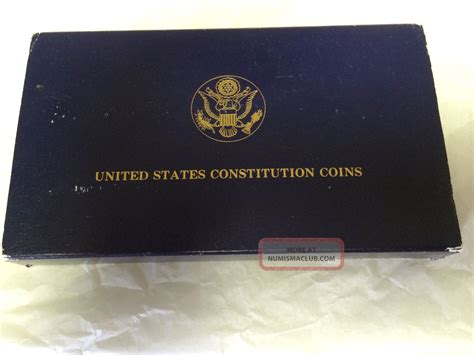 UNITED STATES CONSTITUTION COINS
MORE AT
NUMISMACLUB.COM